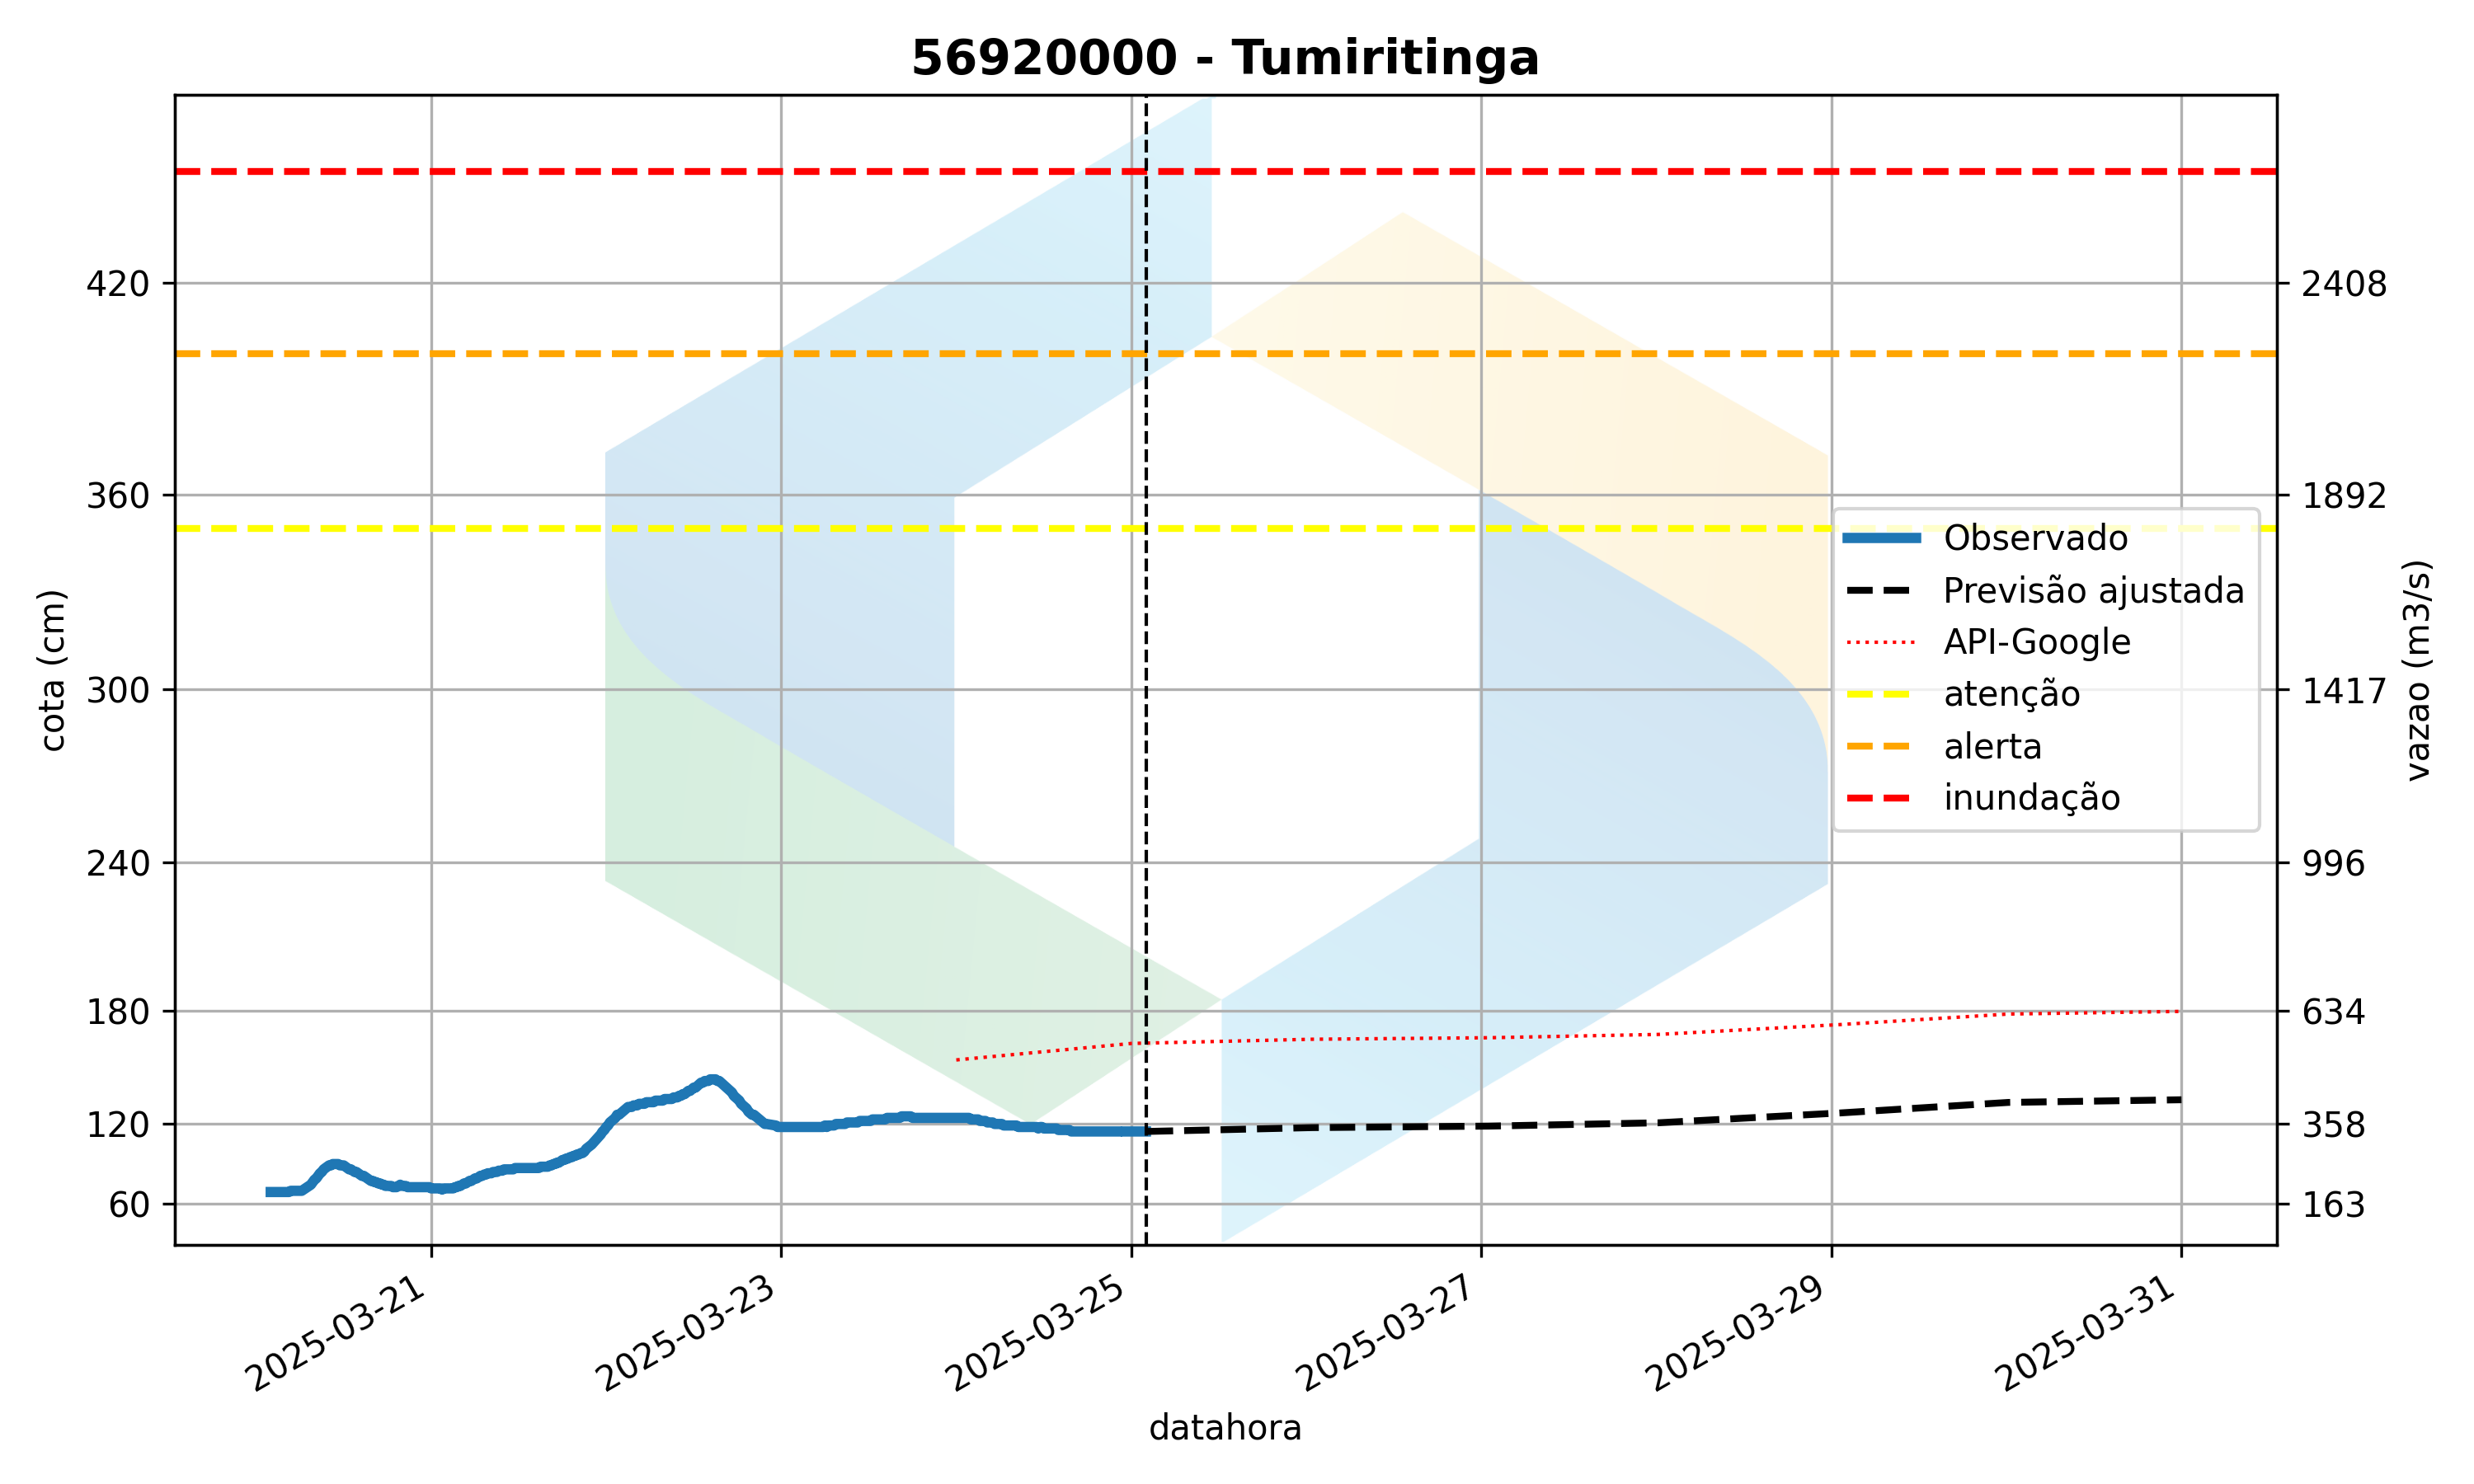 56920000 - Tumiritinga
420
360
300
240
180
120
60
cota (cm)
2408
1892
1417
996
634
358
163
vazao (m3/s)
Observado
Previsão ajustada
API-Google
atenção
alerta
inundação
2025-03-21
2025-03-23
2025-03-25
2025-03-27
2025-03-29
2025-03-31
datahora